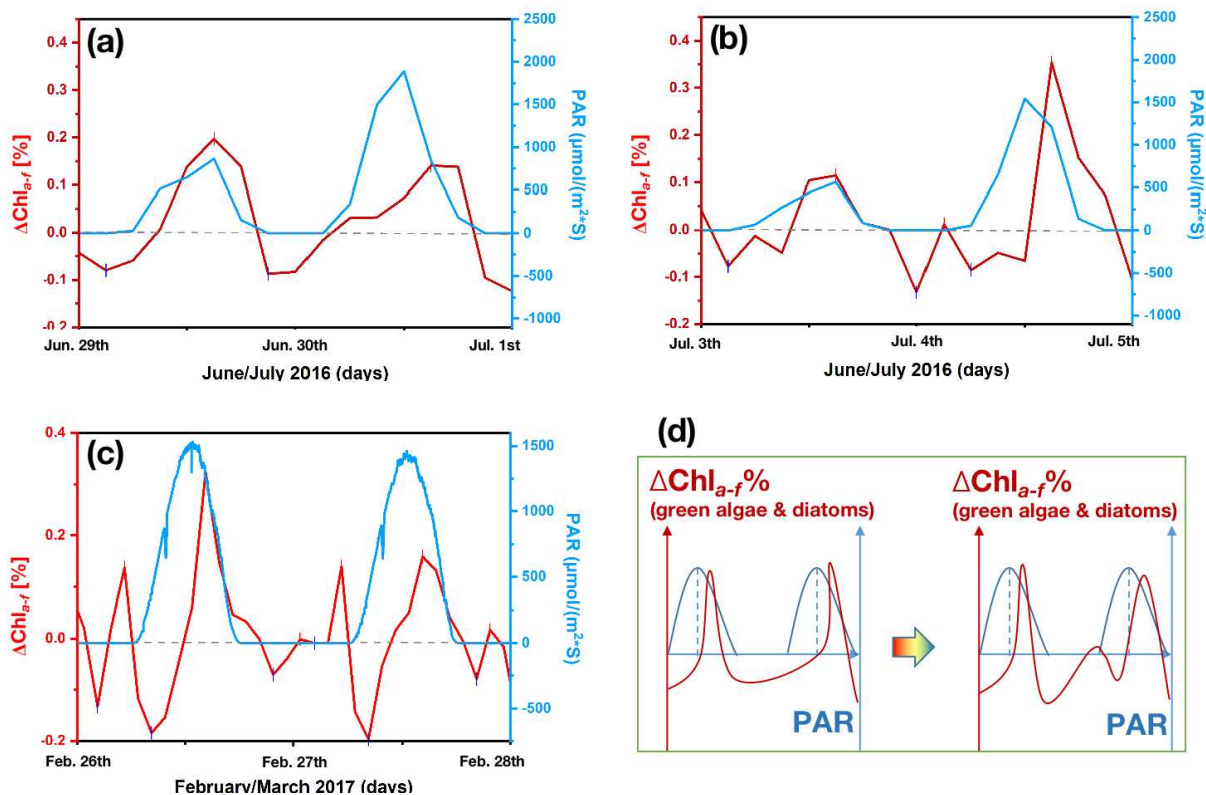 (a)
0.4
0.3
0.2
0.1
0.0
-0.1
-0.2
ΔChla-f [%]
2500
2000
1500
1000
500
0
-500
-1000
PAR (μmol/(m²*S)
Jun. 29th
Jun. 30th
Jul. 1st
June/July 2016 (days)
(b)
0.4
0.3
0.2
0.1
0.0
-0.1
-0.2
ΔChla-f [%]
2500
2000
1500
1000
500
0
-500
-1000
PAR (μmol/(m²*S)
Jul. 3th
Jul. 4th
Jul. 5th
June/July 2016 (days)
(c)
0.4
0.2
0.0
-0.2
ΔChla-f [%]
1500
1000
500
0
-500
PAR (μmol/(m²*S)
Feb. 26th
Feb. 27th
Feb. 28th
February/March 2017 (days)
(d)
ΔChla-f%
(green algae & diatoms)
PAR
ΔChla-f%
(green algae & diatoms)
PAR